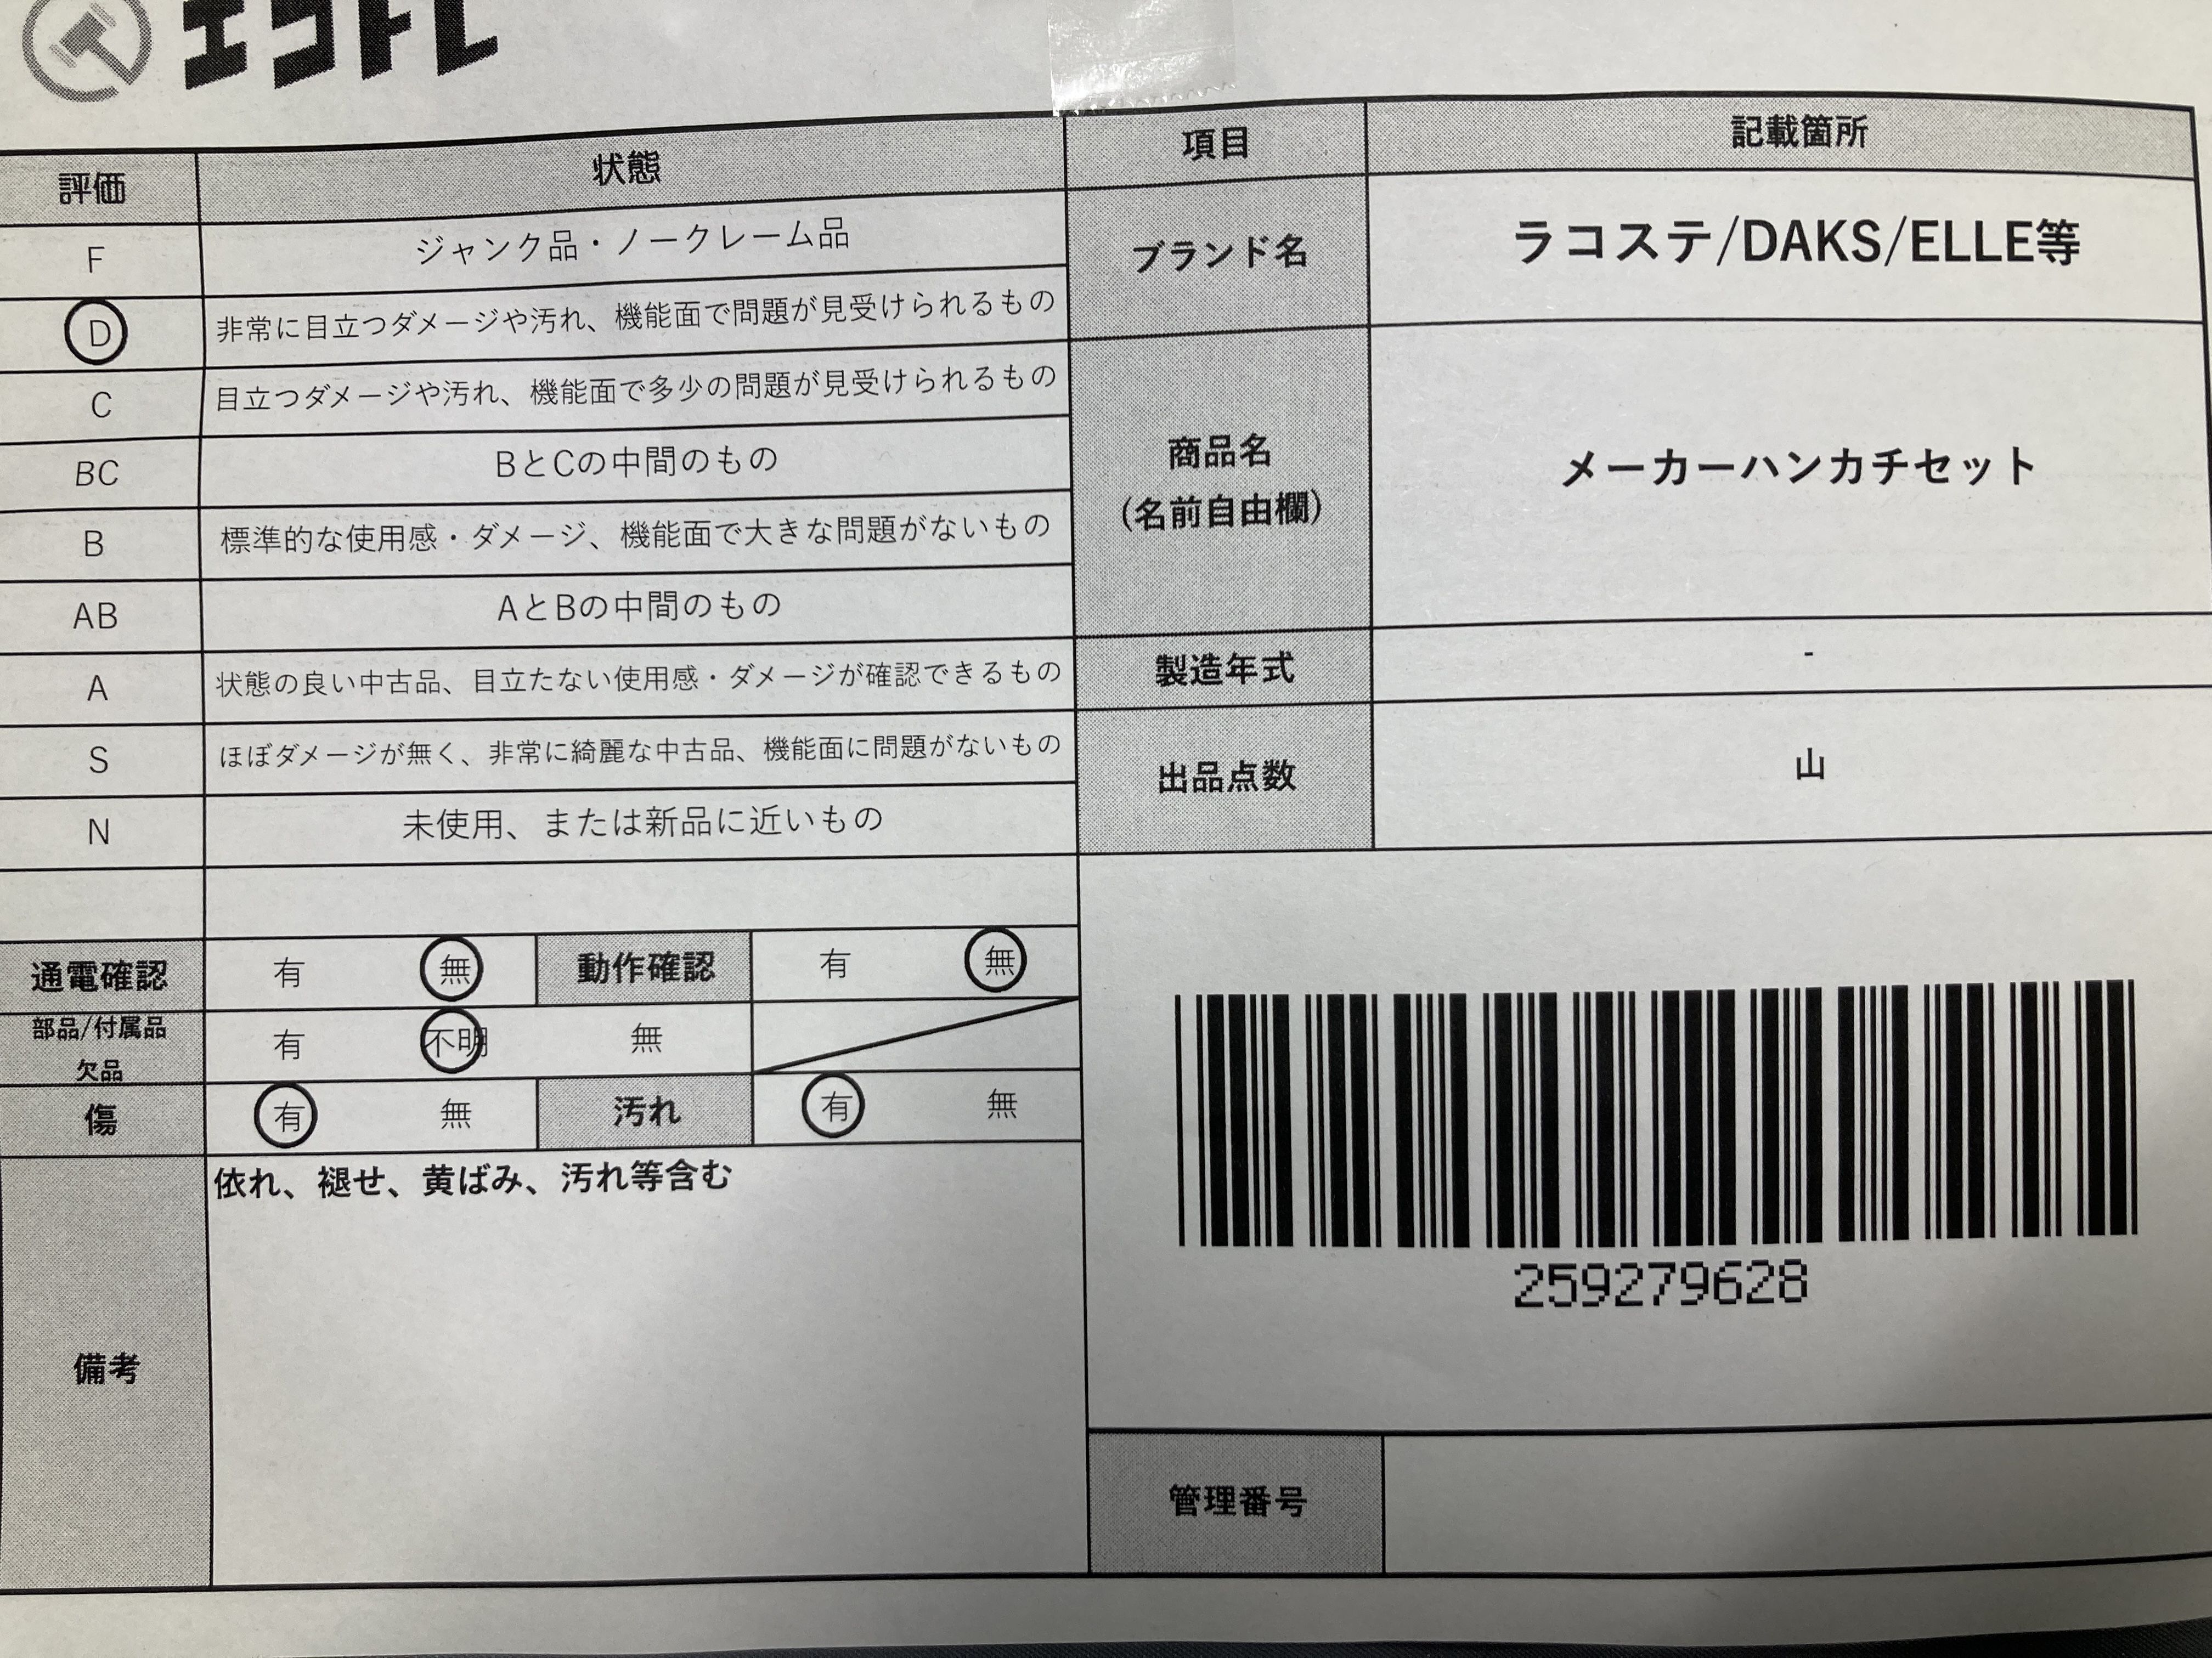 エコトレ
評価 状態
F ジャンク品・ノークレーム品
D 非常に目立つダメージや汚れ、機能面で問題が見受けられるもの
C 目立つダメージや汚れ、機能面で多少の問題が見受けられるもの
BC BとCの中間のもの
B 標準的な使用感・ダメージ、機能面で大きな問題がないもの
AB AとBの中間のもの
A 状態の良い中古品、目立たない使用感・ダメージが確認できるもの
S ほぼダメージが無く、非常に綺麗な中古品、機能面に問題がないもの
N 未使用、または新品に近いもの
通電確認 有 無 動作確認 有 無
部品/付属品
欠品 有 不明 無
傷 有 無 汚れ 有 無
備考 依れ、褪せ、黄ばみ、汚れ等含む
項目 記載箇所
ブランド名 ラコステ/DAKS/ELLE等
商品名
(名前自由欄) メーカーハンカチセット
製造年式 -
出品点数 山
259279628
管理番号